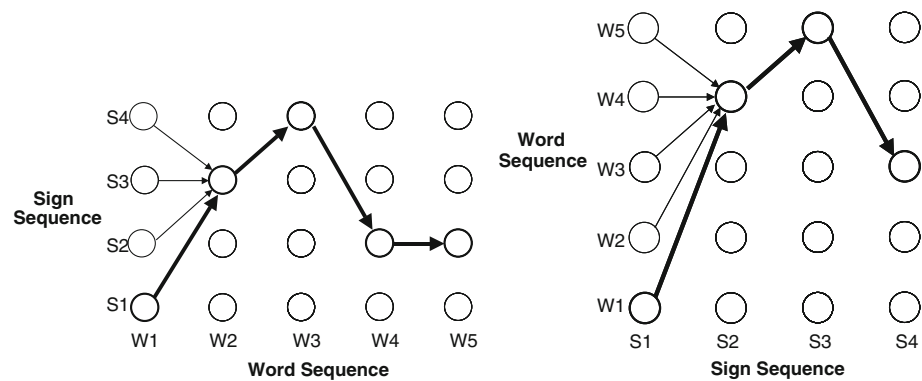 S4
S3
Sign
Sequence
S2
S1
W1 W2 W3 W4 W5
Word Sequence
W5
W4
Word
Sequence
W3
W2
W1
S1 S2 S3 S4
Sign Sequence